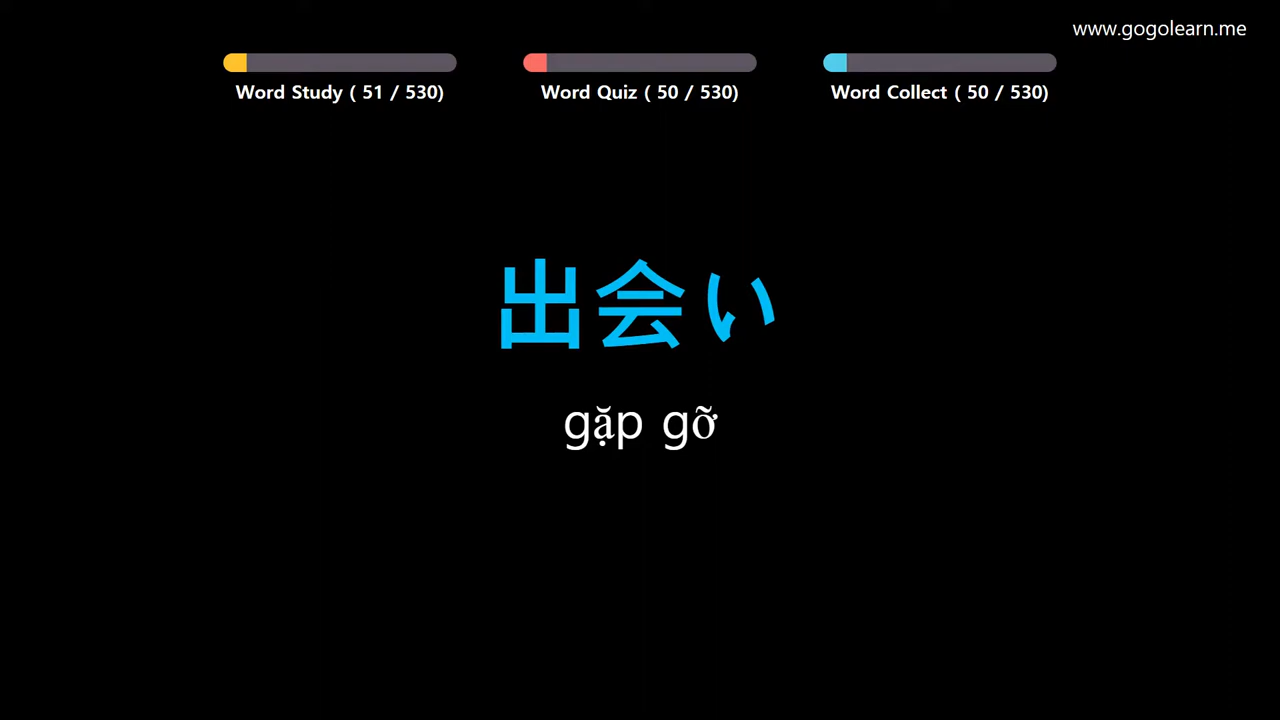 www.gogolearn.me
Word Study ( 51 / 530)
Word Quiz ( 50 / 530)
Word Collect ( 50 / 530)
出会い
gặp gỡ